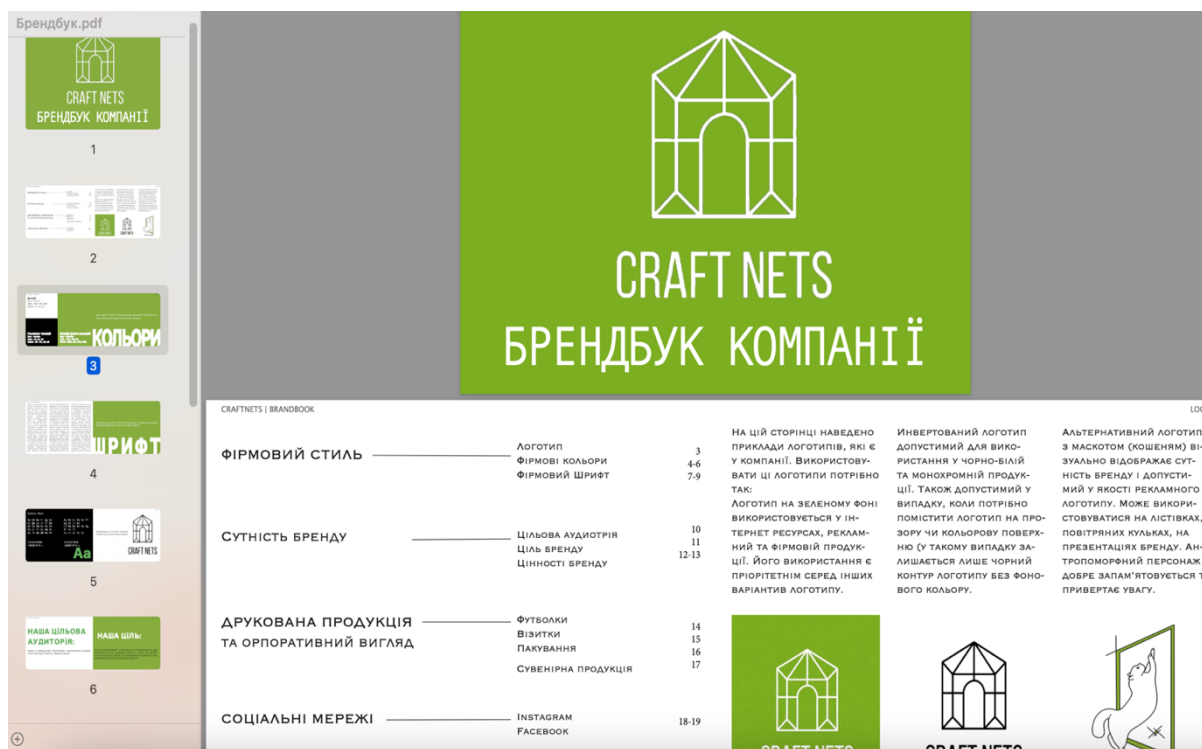 Брендбук.pdf
CRAFT NETS
БРЕНДБУК КОМПАНІЇ
1
2
КОЛЬОРИ
3
ШРИФТ
4
Aa
CRAFT NETS
5
НАША ЦІЛЬОВА
АУДИТОРІЯ:
НАША ЦІЛЬ:
6
CRAFT NETS
БРЕНДБУК КОМПАНІЇ
CRAFTNETS | BRANDBOOK
ФІРМОВИЙ СТИЛЬ
Логотип 3
Фірмові кольори 4-6
Фірмовий Шрифт 7-9
Сутність бренду
Цільова аудиотрія 10
Ціль бренду 11
Цінності бренду 12-13
Друкована продукція
та орпоративний вигляд
Футболки 14
Візитки 15
Пакування 16
Сувенірна продукція 17
Соціальні мережі
Instagram 18-19
Facebook
На цій сторінці наведено
приклади логотипів, які є
у компанії. Використову-
вати ці логотипи потрібно
так:
Логотип на зеленому фоні
використовується у ін-
тернет ресурсах, реклам-
ний та фірмовій продук-
ції. Його використання є
пріорітетнім серед інших
варіантив логотипу.
Инвертований логотип
допустимий для вико-
ристання у чорно-білій
та монохромній продук-
ції. Також допустимий у
випадку, коли потрібно
помістити логотип на про-
зору чи кольорову поверх-
ню (у такому випадку за-
лишається лише чорний
контур логотипу без фоно-
вого кольору.
Альтернативний логотип
з маскотом (кошеням) ві-
зуально відображає сут-
ність бренду і допусти-
мий у якості рекламного
логотипу. Може викори-
стовуватися на лістівках,
повітряних кульках, на
презентаціях бренду. Ан-
тропоморфний персонаж
добре запам'ятовується т
привертає увагу.
CRAFT NETS
CRAFT NETS